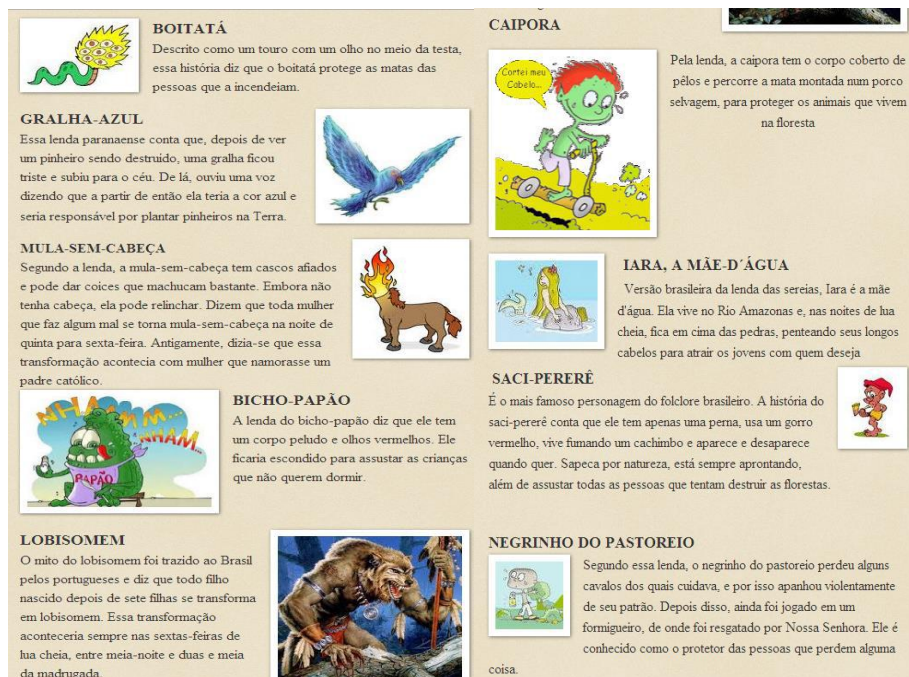 BOITATÁ
Descrito como um touro com um olho no meio da testa,
essa história diz que o boitatá protege as matas das
pessoas que a incendeiam.
GRALHA-AZUL
Essa lenda paranaense conta que, depois de ver
um pinheiro sendo destruido, uma gralha ficou
triste e subiu para o céu. De lá, ouviu uma voz
dizendo que a partir de então ela teria a cor azul e
seria responsável por plantar pinheiros na Terra.
MULA-SEM-CABEÇA
Segundo a lenda, a mula-sem-cabeça tem cascos afiados
e pode dar coices que machucam bastante. Embora não
tenha cabeça, ela pode relinchar. Dizem que toda mulher
que faz algum mal se torna mula-sem-cabeça na noite de
quinta para sexta-feira. Antigamente, dizia-se que essa
transformação acontecia com mulher que namorasse um
padre católico.
NHAMM...
NHAM...
PAPÃO
BICHO-PAPÃO
A lenda do bicho-papão diz que ele tem
um corpo peludo e olhos vermelhos. Ele
ficaria escondido para assustar as crianças
que não querem dormir.
LOBISOMEM
O mito do lobisomem foi trazido ao Brasil
pelos portugueses e diz que todo filho
nascido depois de sete filhas se transforma
em lobisomem. Essa transformação
aconteceria sempre nas sextas-feiras de
lua cheia, entre meia-noite e duas e meia
da madrugada.
CAIPORA
Cortei meu
Cabelo...
Pela lenda, a caipora tem o corpo coberto de
pêlos e percorre a mata montada num porco
selvagem, para proteger os animais que vivem
na floresta
IARA, A MÃE-D´ÁGUA
Versão brasileira da lenda das sereias, Iara é a mãe
d'água. Ela vive no Rio Amazonas e, nas noites de lua
cheia, fica em cima das pedras, penteando seus longos
cabelos para atrair os jovens com quem deseja
SACI-PERERÊ
É o mais famoso personagem do folclore brasileiro. A história do
saci-pererê conta que ele tem apenas uma perna, usa um gorro
vermelho, vive fumando um cachimbo e aparece e desaparece
quando quer. Sapeca por natureza, está sempre aprontando,
além de assustar todas as pessoas que tentam destruir as florestas.
NEGRINHO DO PASTOREIO
Segundo essa lenda, o negrinho do pastoreio perdeu alguns
cavalos dos quais cuidava, e por isso apanhou violentamente
de seu patrão. Depois disso, ainda foi jogado em um
formigueiro, de onde foi resgatado por Nossa Senhora. Ele é
conhecido como o protetor das pessoas que perdem alguma
coisa.